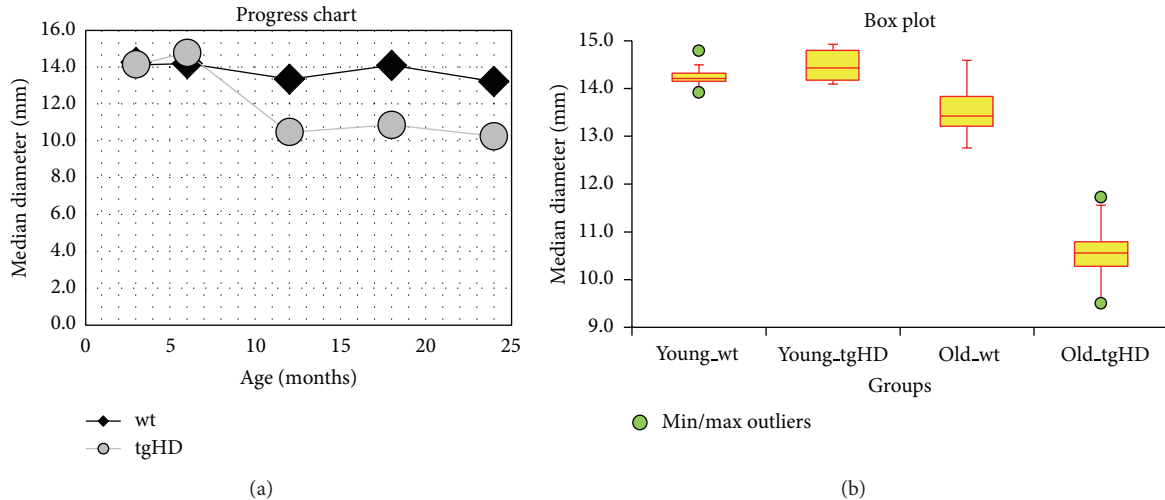 Progress chart
16.0
14.0
12.0
10.0
8.0
6.0
4.0
2.0
0.0
Median diameter (mm)
0 5 10 15 20 25
Age (months)
wt
tgHD
(a)
Box plot
15.0
14.0
13.0
12.0
11.0
10.0
9.0
Median diameter (mm)
Young_wt Young_tgHD Old_wt Old_tgHD
Groups
Min/max outliers
(b)